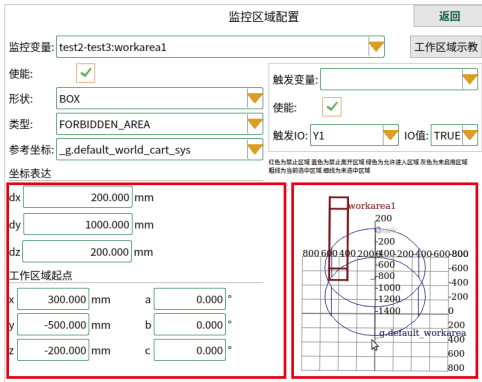 监控区域配置
返回
监控变量: test2-test3:workarea1
工作区域示教
使能:
形状: BOX
类型: FORBIDDEN_AREA
参考坐标: _g.default_world_cart_sys
触发变量:
使能:
触发IO: Y1 IO值: TRUE
红色为禁止区域 蓝色为禁止离开区域 绿色为允许进入区域 灰色为未启用区域
粗线为当前选中区域 细线为未选中区域
坐标表达
dx 200.000 mm
dy 1000.000 mm
dz 200.000 mm
工作区域起点
x 300.000 mm a 0.000 °
y -500.000 mm b 0.000 °
z -200.000 mm c 0.000 °
workarea1
200
-200
800 600 400 200 -200 -400 -600 -800
-600
-800
-1000
-1200
-1400
-600
-400
-200
0
200
_g.default_workarea
400
600
800